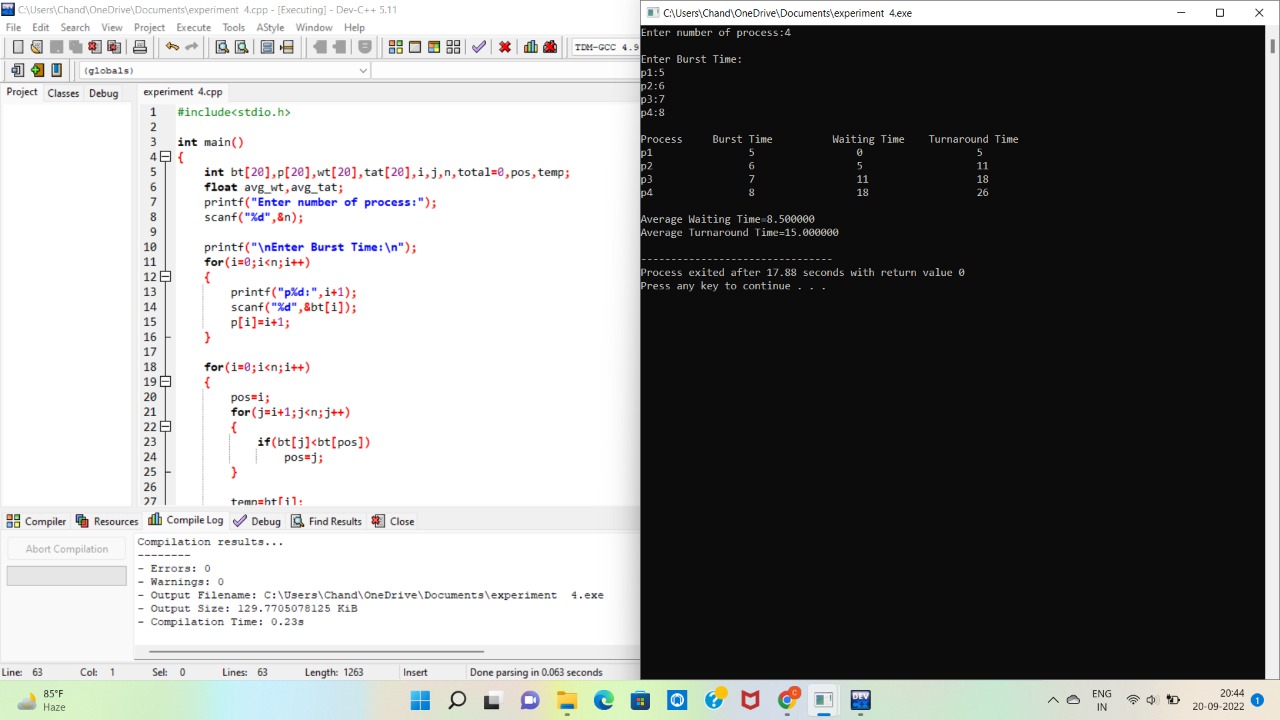 C:\Users\Chand\OneDrive\Documents\experiment 4.cpp - [Executing] - Dev-C++ 5.11
File Edit Search View Project Execute Tools AStyle Window Help
TDM-GCC 4.9
(globals)
Project Classes Debug
experiment 4.cpp
1 #include<stdio.h>
2
3 int main()
4 {
5 int bt[20],p[20],wt[20],tat[20],i,j,n,total=0,pos,temp;
6 float avg_wt,avg_tat;
7 printf("Enter number of process:");
8 scanf("%d",&n);
9
10 printf("\nEnter Burst Time:\n");
11 for(i=0;i<n;i++)
12 {
13 printf("p%d:",i+1);
14 scanf("%d",&bt[i]);
15 p[i]=i+1;
16 }
17
18 for(i=0;i<n;i++)
19 {
20 pos=i;
21 for(j=i+1;j<n;j++)
22 {
23 if(bt[j]<bt[pos])
24 pos=j;
25 }
26
27 temp=bt[i];
Compiler Resources Compile Log Debug Find Results Close
Abort Compilation
Compilation results...
--------
- Errors: 0
- Warnings: 0
- Output Filename: C:\Users\Chand\OneDrive\Documents\experiment  4.exe
- Output Size: 129.7705078125 KiB
- Compilation Time: 0.23s
Line: 63 Col: 1 Sel: 0 Lines: 63 Length: 1263 Insert Done parsing in 0.063 seconds
C:\Users\Chand\OneDrive\Documents\experiment 4.exe
Enter number of process:4
Enter Burst Time:
p1:5
p2:6
p3:7
p4:8
Process Burst Time Waiting Time Turnaround Time
p1 5 0 5
p2 6 5 11
p3 7 11 18
p4 8 18 26
Average Waiting Time=8.500000
Average Turnaround Time=15.000000
--------------------------------
Process exited after 17.88 seconds with return value 0
Press any key to continue . . .
85°F
Haze
ENG
IN
20:44
20-09-2022
1